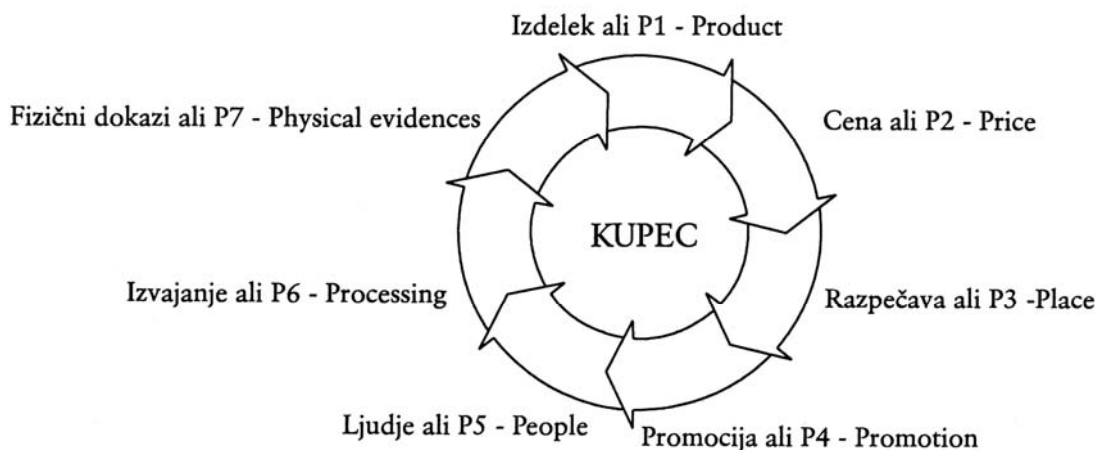 Izdelek ali P1 - Product
Fizični dokazi ali P7 - Physical evidences
Cena ali P2 - Price
KUPEC
Izvajanje ali P6 - Processing
Razpečava ali P3 -Place
Ljudje ali P5 - People
Promocija ali P4 - Promotion